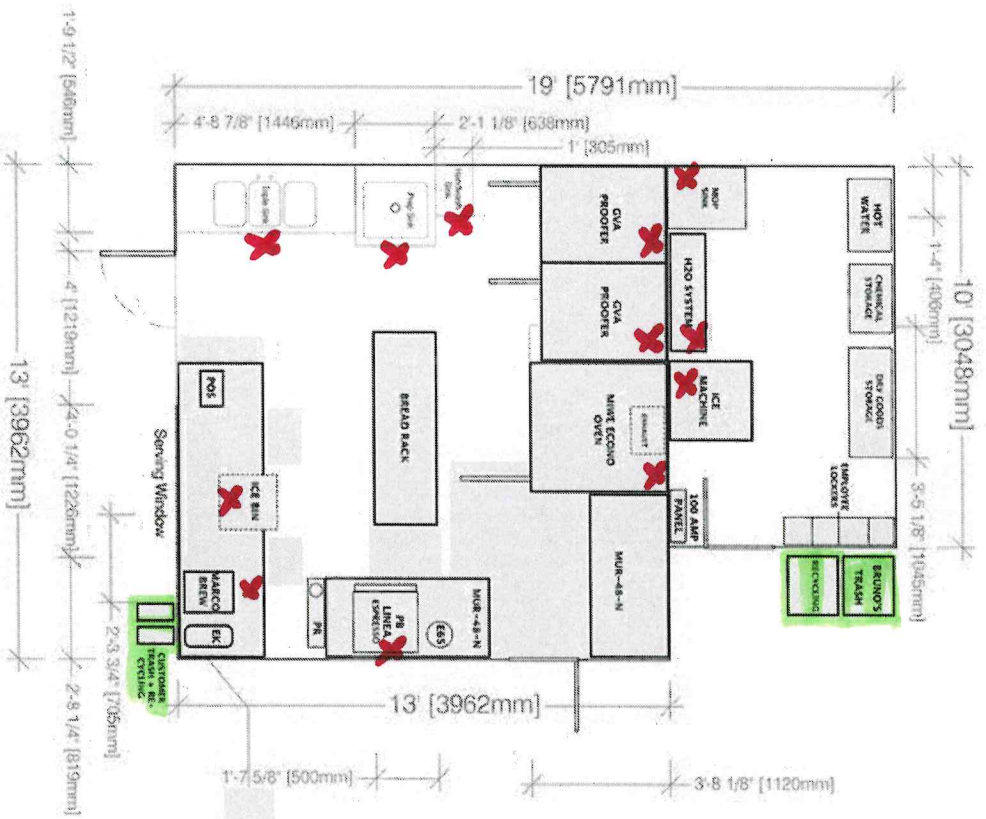 1'-9 1/2" [546mm]
19' [5791mm]
4'-8 7/8" [1446mm]
2'-1 1/8" [638mm]
1' [305mm]
Triple Sink
Prep Sink
GVA
PROOFER
MOP
SINK
HOT
WATER
1'-4" [406mm]
10' [3048mm]
H2O SYSTEM
CHEMICAL
STORAGE
GVA
PROOFER
4' [1219mm]
13' [3962mm]
POS
BREAD RACK
MIWE ECONO
OVEN
EXHAUST
ICE
MACHINE
DRY GOODS
STORAGE
4'-0 1/4" [1226mm]
Serving Window
ICE BIN
EMPLOYEE
LOCKERS
3'-5 1/8" [1045mm]
100 AMP
PANEL
MUR-48-N
RECYCLING
BRUNO'S
TRASH
MARCO
BREW
EK
PR
PB
LINEA
ESPRESSO
E65
MUR-48-N
CUSTOMER
TRASH + RE-
CYCLING
2'-3 3/4" [705mm]
2'-8 1/4" [819mm]
13' [3962mm]
1'-7 5/8" [500mm]
3'-8 1/8" [1120mm]